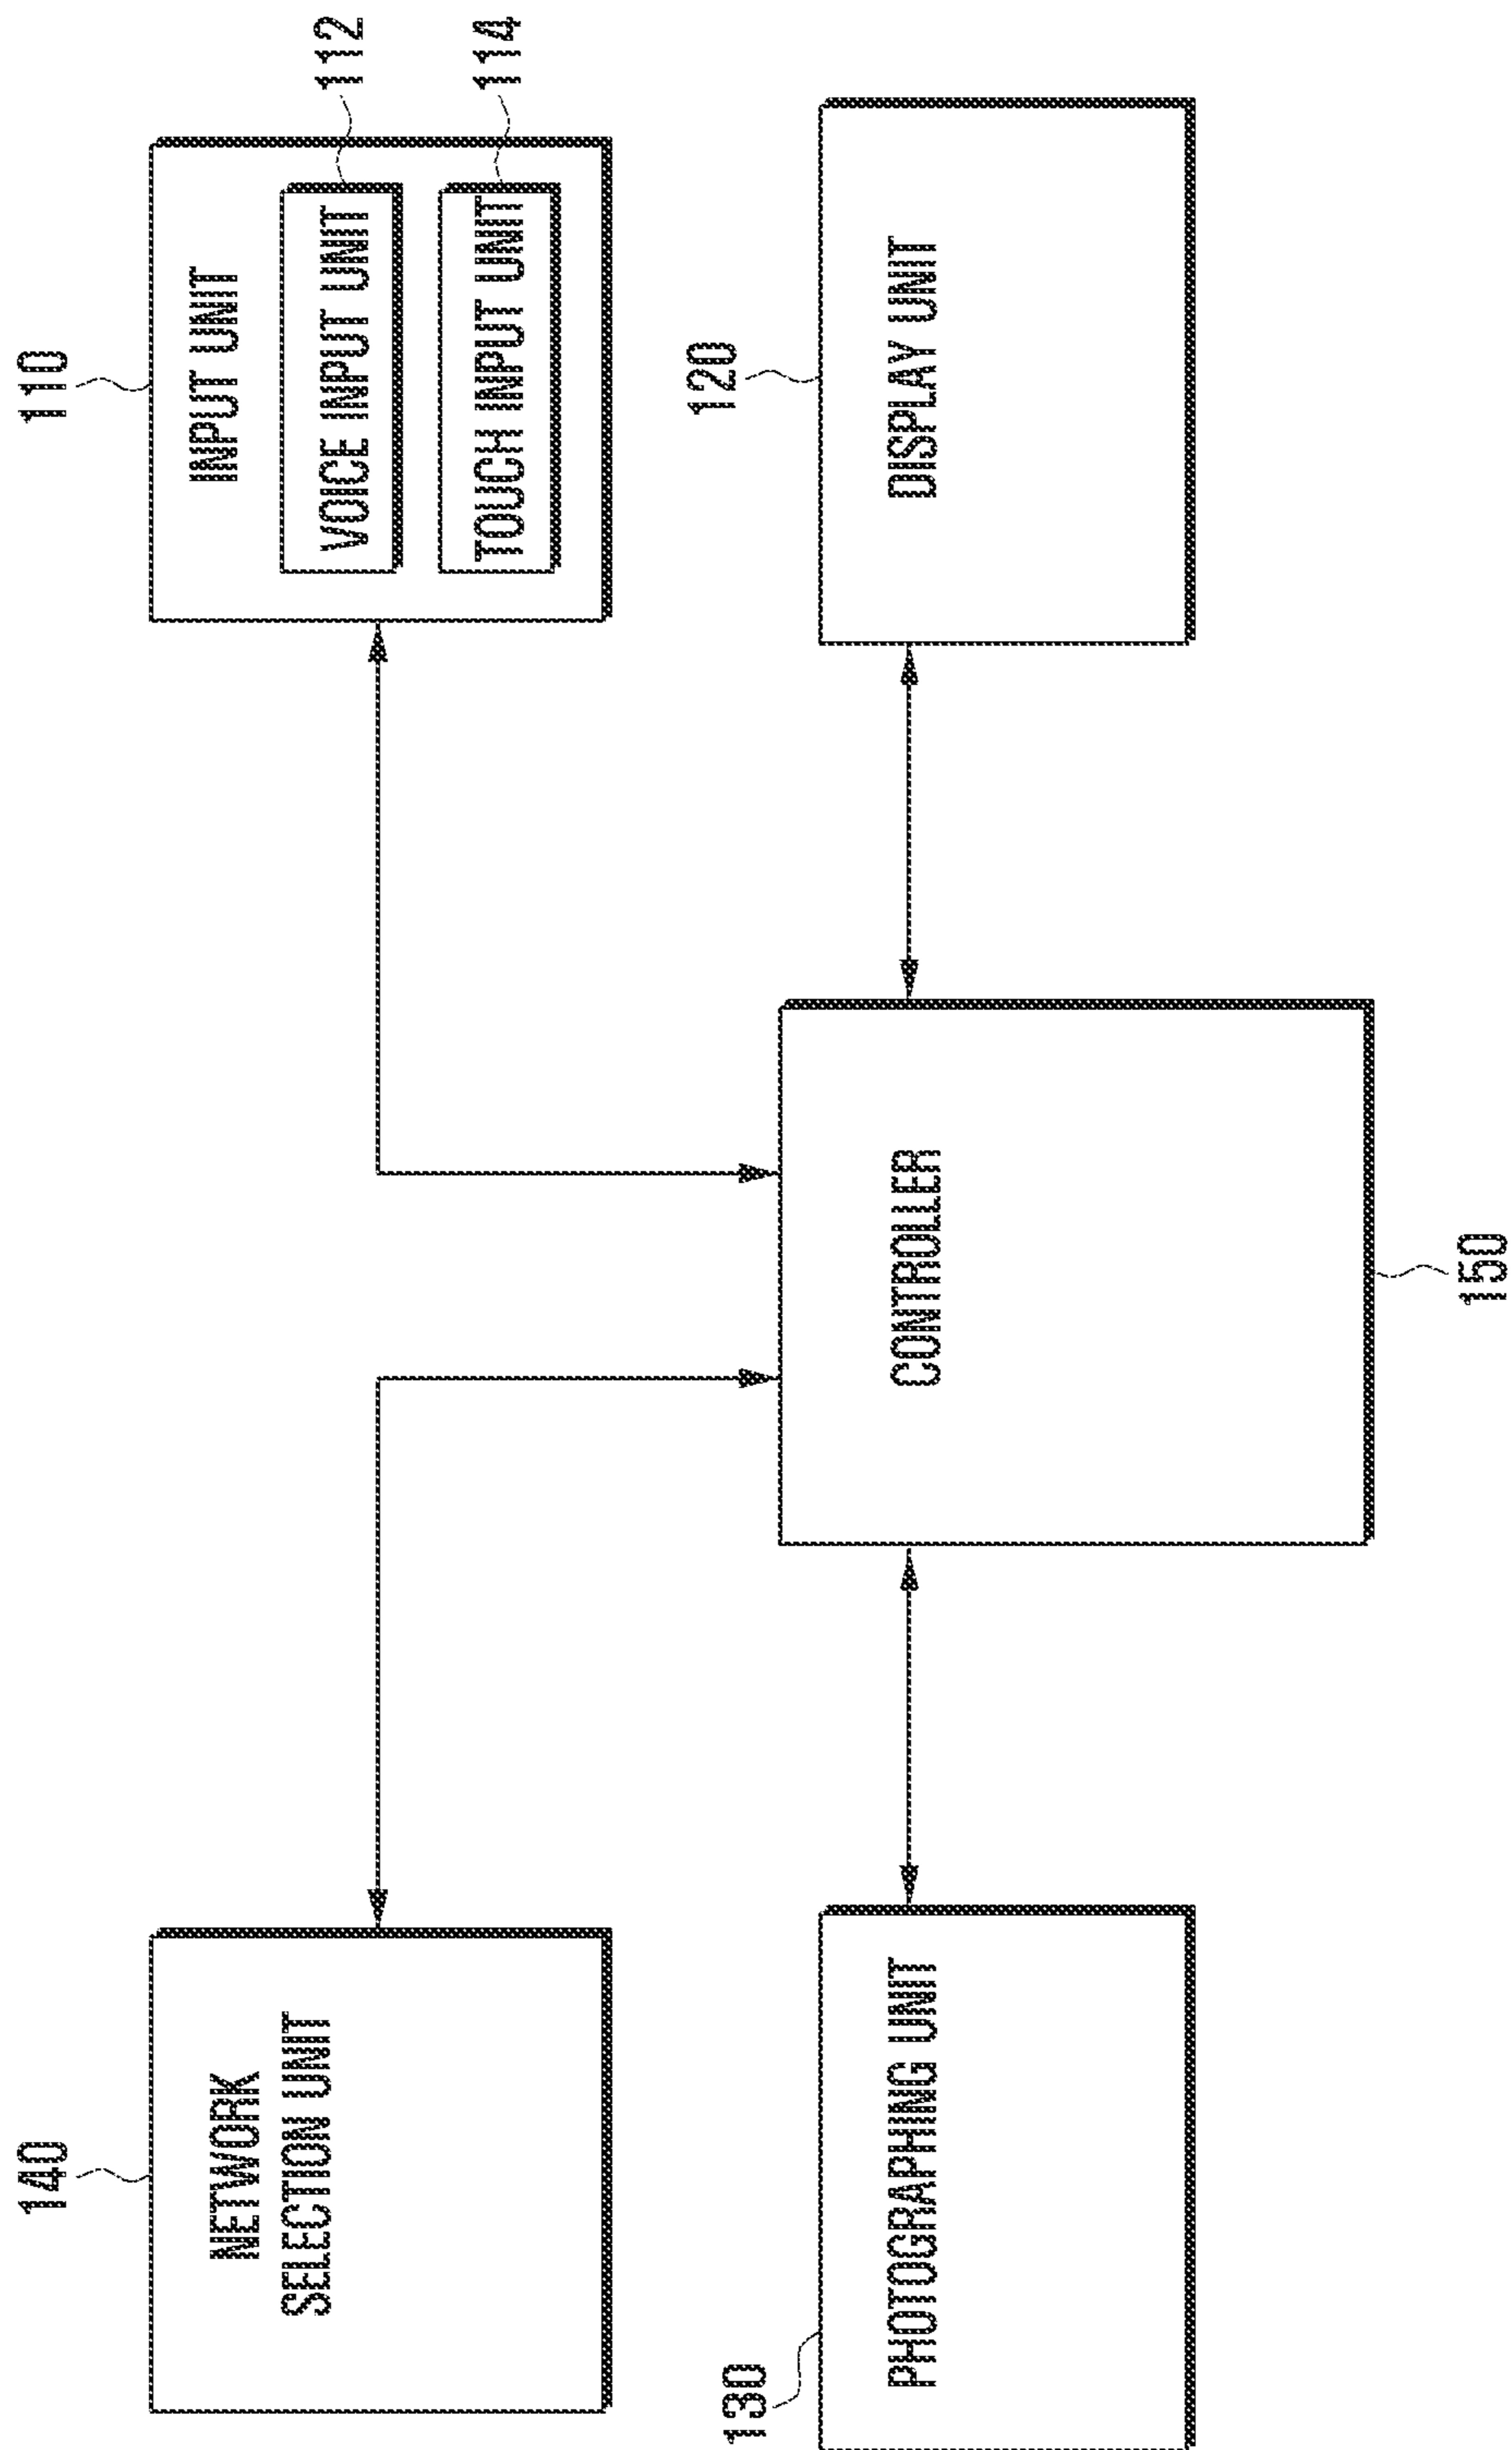 140
NETWORK
SELECTION UNIT
110
INPUT UNIT
VOICE INPUT UNIT
112
TOUCH INPUT UNIT
114
130
PHOTOGRAPHING UNIT
CONTROLLER
150
120
DISPLAY UNIT